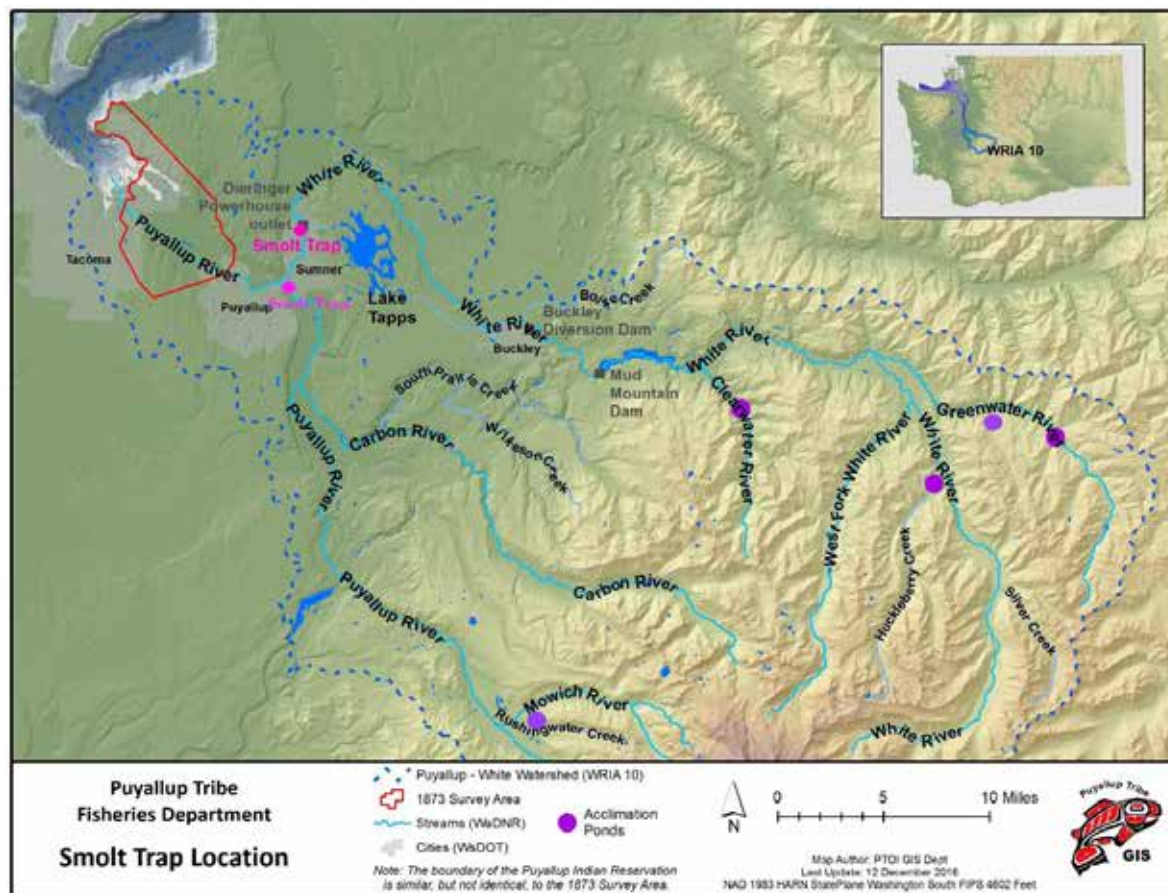 WRIA 10
White River
Dieringer
Powerhouse
outlet
Smolt Trap
Puyallup River
Tacoma
Sumner
Smolt Trap
Puyallup
Lake
Tapps
White River
Boise Creek
Buckley
Diversion Dam
Buckley
White River
Mud
Mountain
Dam
Clearwater River
South Prairie Creek
Wilkeson Creek
Carbon River
Puyallup River
Greenwater River
White River
West Fork White River
Huckleberry Creek
Silver Creek
Carbon River
Puyallup River
Mowich River
Rushingwater Creek
White River
Puyallup Tribe
Fisheries Department
Smolt Trap Location
Puyallup - White Watershed (WRIA 10)
1873 Survey Area
Streams (WaDNR)
Cities (WsDOT)
Acclimation
Ponds
Note: The boundary of the Puyallup Indian Reservation
is similar, but not identical, to the 1873 Survey Area.
N
0 5 10 Miles
Map Author: PTOI GIS Dept
Last Update: 12 December 2016
NAD 1983 HARN StatePlane Washington South FIPS 4602 Feet
Puyallup Tribe
GIS